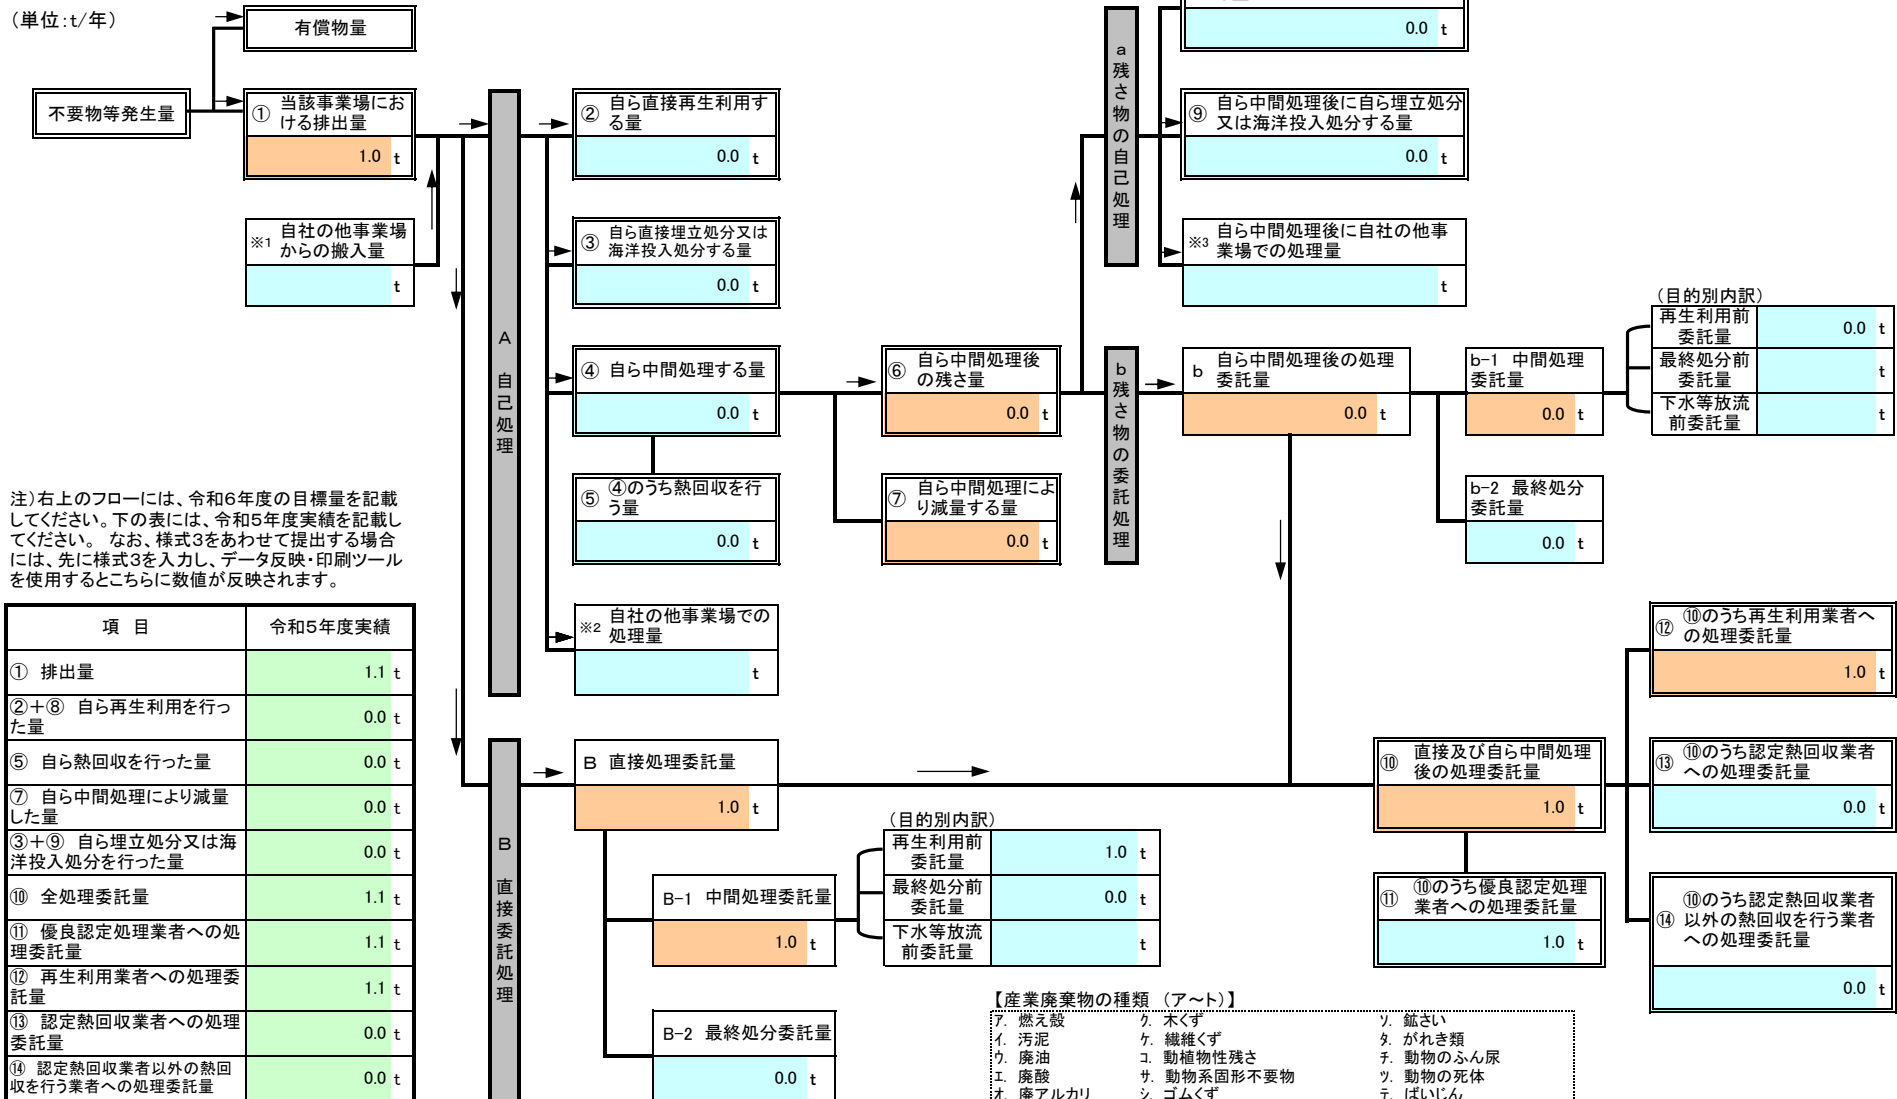 (単位:t/年)
有償物量
不要物等発生量
① 当該事業場にお
ける排出量
1.0 t
※1 自社の他事業場
からの搬入量
t
A 自己処理
② 自ら直接再生利用す
る量
0.0 t
③ 自ら直接埋立処分又は
海洋投入処分する量
0.0 t
④ 自ら中間処理する量
0.0 t
⑤ ④のうち熱回収を行
う量
0.0 t
※2 自社の他事業場での
処理量
t
⑥ 自ら中間処理後
の残さ量
0.0 t
⑦ 自ら中間処理によ
り減量する量
0.0 t
a 残さ物の自己処理
0.0 t
⑨ 自ら中間処理後に自ら埋立処分
又は海洋投入処分する量
0.0 t
※3 自ら中間処理後に自社の他事
業場での処理量
t
b 残さ物の委託処理
b 自ら中間処理後の処理
委託量
0.0 t
b-1 中間処理
委託量
0.0 t
b-2 最終処分
委託量
0.0 t
(目的別内訳)
再生利用前
委託量
0.0 t
最終処分前
委託量
t
下水等放流
前委託量
t
注)右上のフローには、令和6年度の目標量を記載
してください。下の表には、令和5年度実績を記載し
てください。 なお、様式3をあわせて提出する場合
には、先に様式3を入力し、データ反映・印刷ツール
を使用するとこちらに数値が反映されます。
項 目 令和5年度実績
① 排出量 1.1 t
②+⑧ 自ら再生利用を行っ
た量 0.0 t
⑤ 自ら熱回収を行った量 0.0 t
⑦ 自ら中間処理により減量
した量 0.0 t
③+⑨ 自ら埋立処分又は海
洋投入処分を行った量 0.0 t
⑩ 全処理委託量 1.1 t
⑪ 優良認定処理業者への処
理委託量 1.1 t
⑫ 再生利用業者への処理委
託量 1.1 t
⑬ 認定熱回収業者への処理
委託量 0.0 t
⑭ 認定熱回収業者以外の熱回
収を行う業者への処理委託量 0.0 t
B 直接委託処理
B 直接処理委託量
1.0 t
B-1 中間処理委託量
1.0 t
B-2 最終処分委託量
0.0 t
(目的別内訳)
再生利用前
委託量
1.0 t
最終処分前
委託量
0.0 t
下水等放流
前委託量
t
⑩ 直接及び自ら中間処理
後の処理委託量
1.0 t
⑪ ⑩のうち優良認定処理
業者への処理委託量
1.0 t
⑫ ⑩のうち再生利用業者へ
の処理委託量
1.0 t
⑬ ⑩のうち認定熱回収業者
への処理委託量
0.0 t
⑭ ⑩のうち認定熱回収業者
以外の熱回収を行う業者
への処理委託量
0.0 t
【産業廃棄物の種類 (ア～ト)】
ア. 燃え殻 ク. 木くず ソ. 鉱さい
イ. 汚泥 ケ. 繊維くず タ. がれき類
ウ. 廃油 コ. 動植物性残さ チ. 動物のふん尿
エ. 廃酸 サ. 動物系固形不要物 ツ. 動物の死体
オ. 廃アルカリ シ. ゴムくず テ. ばいじん